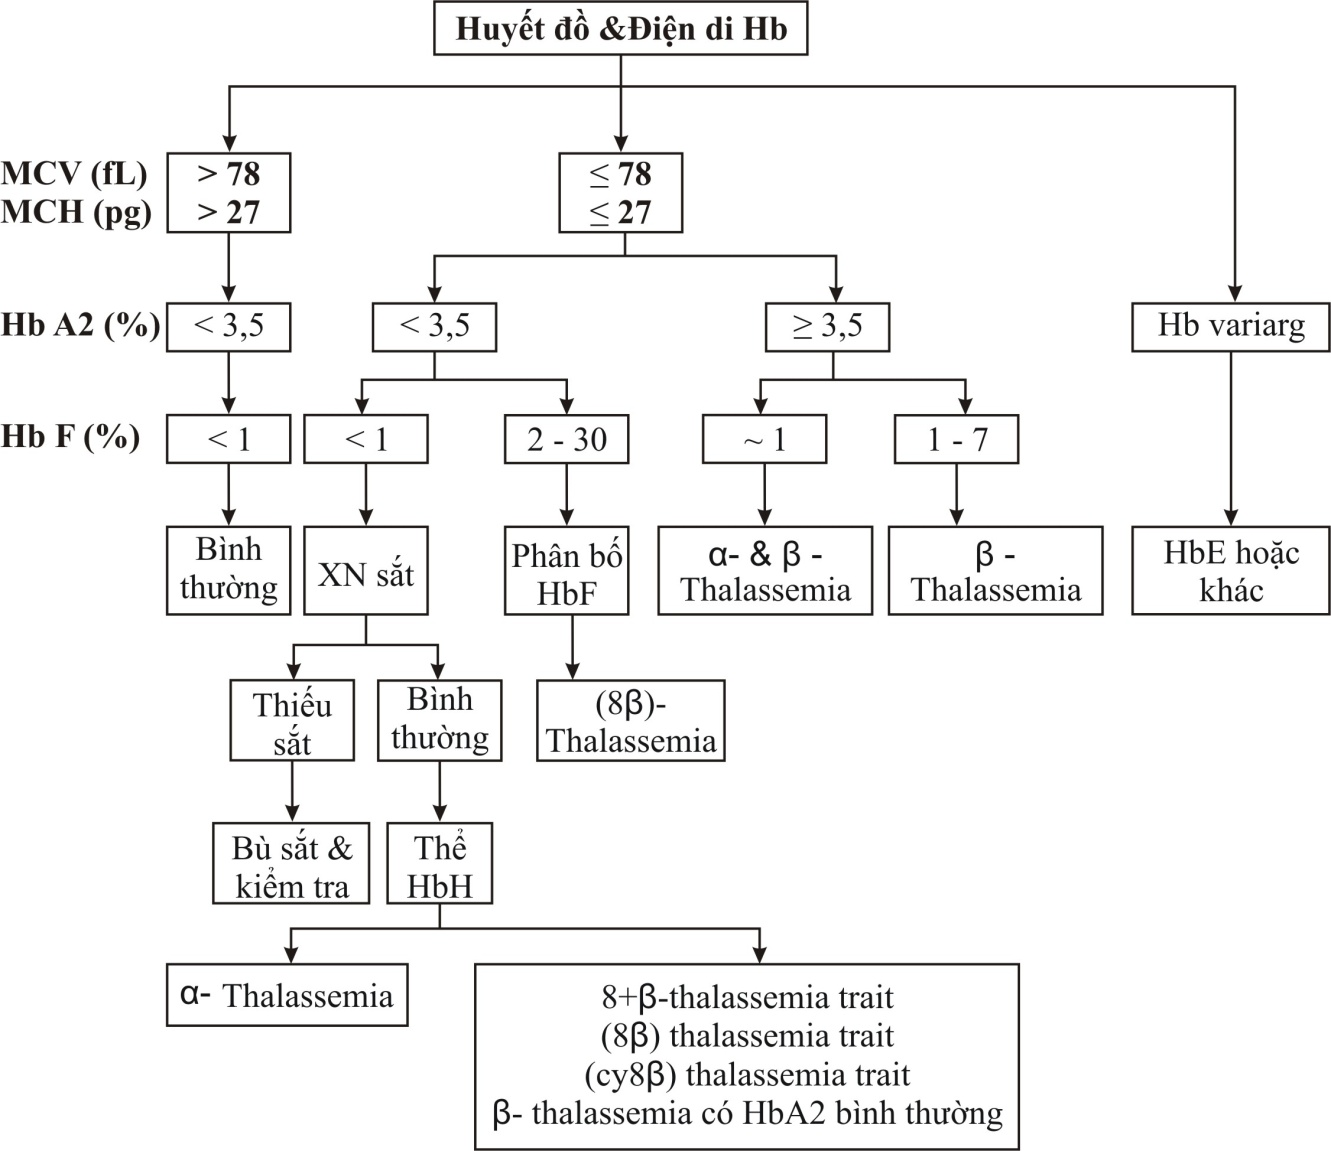 Huyết đồ &Điện di Hb
MCV (fL)
> 78
≤ 78
MCH (pg)
> 27
≤ 27
Hb A2 (%)
< 3,5
< 3,5
≥ 3,5
Hb variarg
Hb F (%)
< 1
< 1
2 - 30
~ 1
1 - 7
Bình
thường
XN sắt
Phân bố
HbF
α- & β -
Thalassemia
β -
Thalassemia
HbE hoặc
khác
Thiếu
sắt
Bình
thường
(8β)-
Thalassemia
Bù sắt &
kiểm tra
Thể
HbH
α- Thalassemia
8+β-thalassemia trait
(8β) thalassemia trait
(cy8β) thalassemia trait
β- thalassemia có HbA2 bình thường